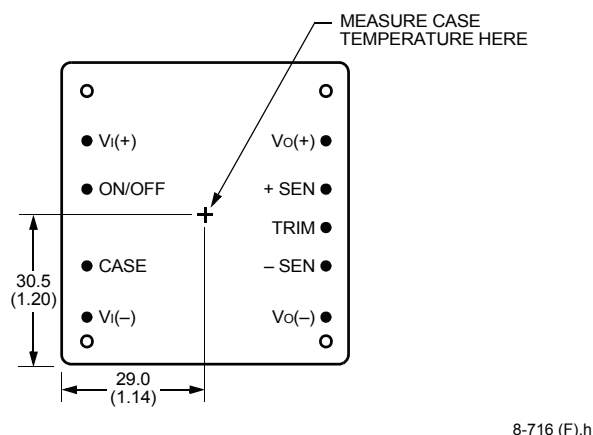 MEASURE CASE
TEMPERATURE HERE
VI(+)
VO(+)
ON/OFF
+ SEN
TRIM
CASE
– SEN
30.5
(1.20)
VI(–)
VO(–)
29.0
(1.14)
8-716 (F).h